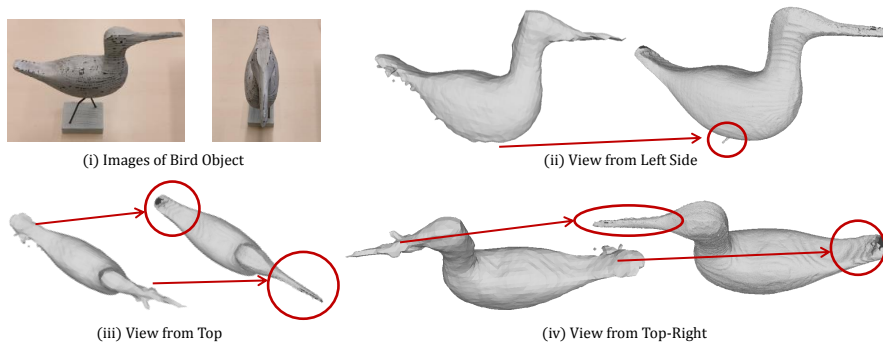 (i) Images of Bird Object
(ii) View from Left Side
(iii) View from Top
(iv) View from Top-Right